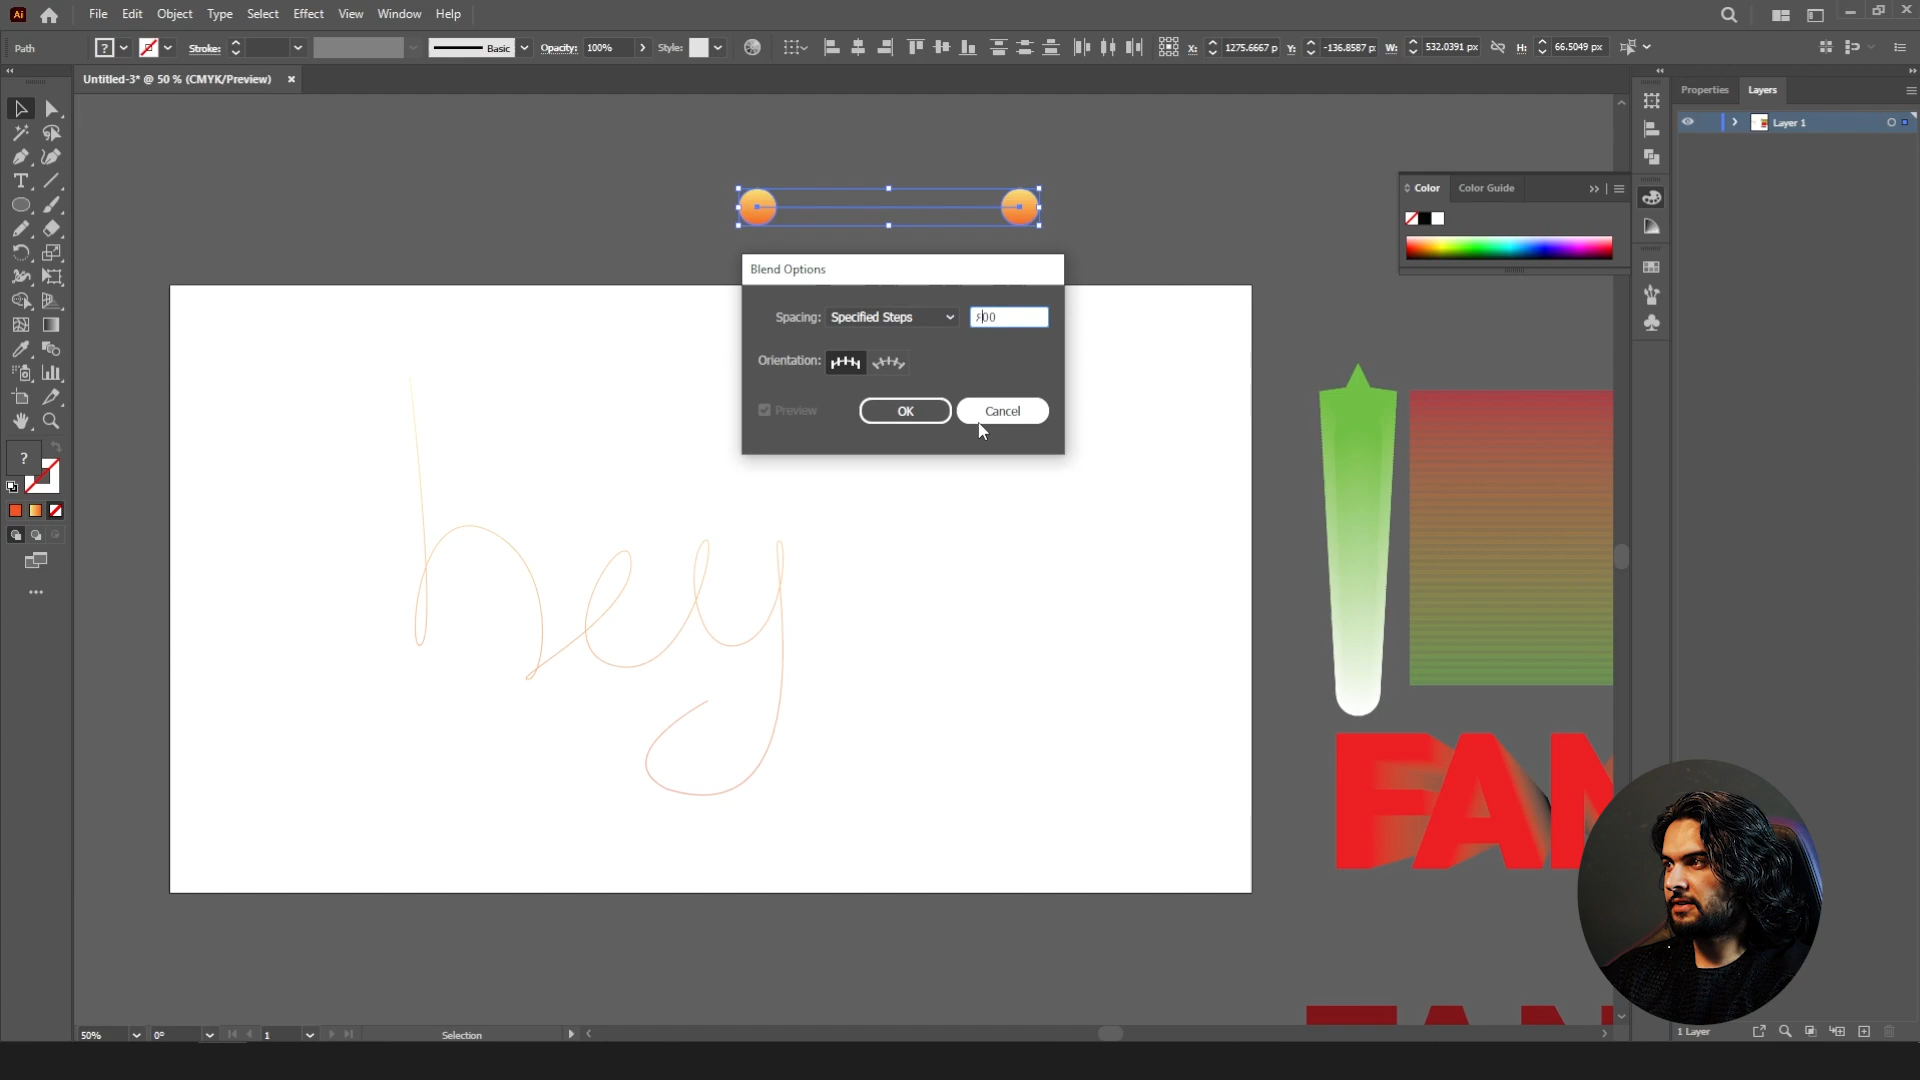 Ai File Edit Object Type Select Effect View Window Help
Path ? Stroke: Basic Opacity: 100% Style: X: 1275.6667 p Y: -136.8587 p W: 532.0391 px H: 66.5049 px
Untitled-3* @ 50 % (CMYK/Preview)
Properties Layers
Layer 1
Color Color Guide
Blend Options
Spacing: Specified Steps
Orientation:
Preview OK Cancel
hey
?
FAN
FAN
50% 0° 1 Selection
1 Layer